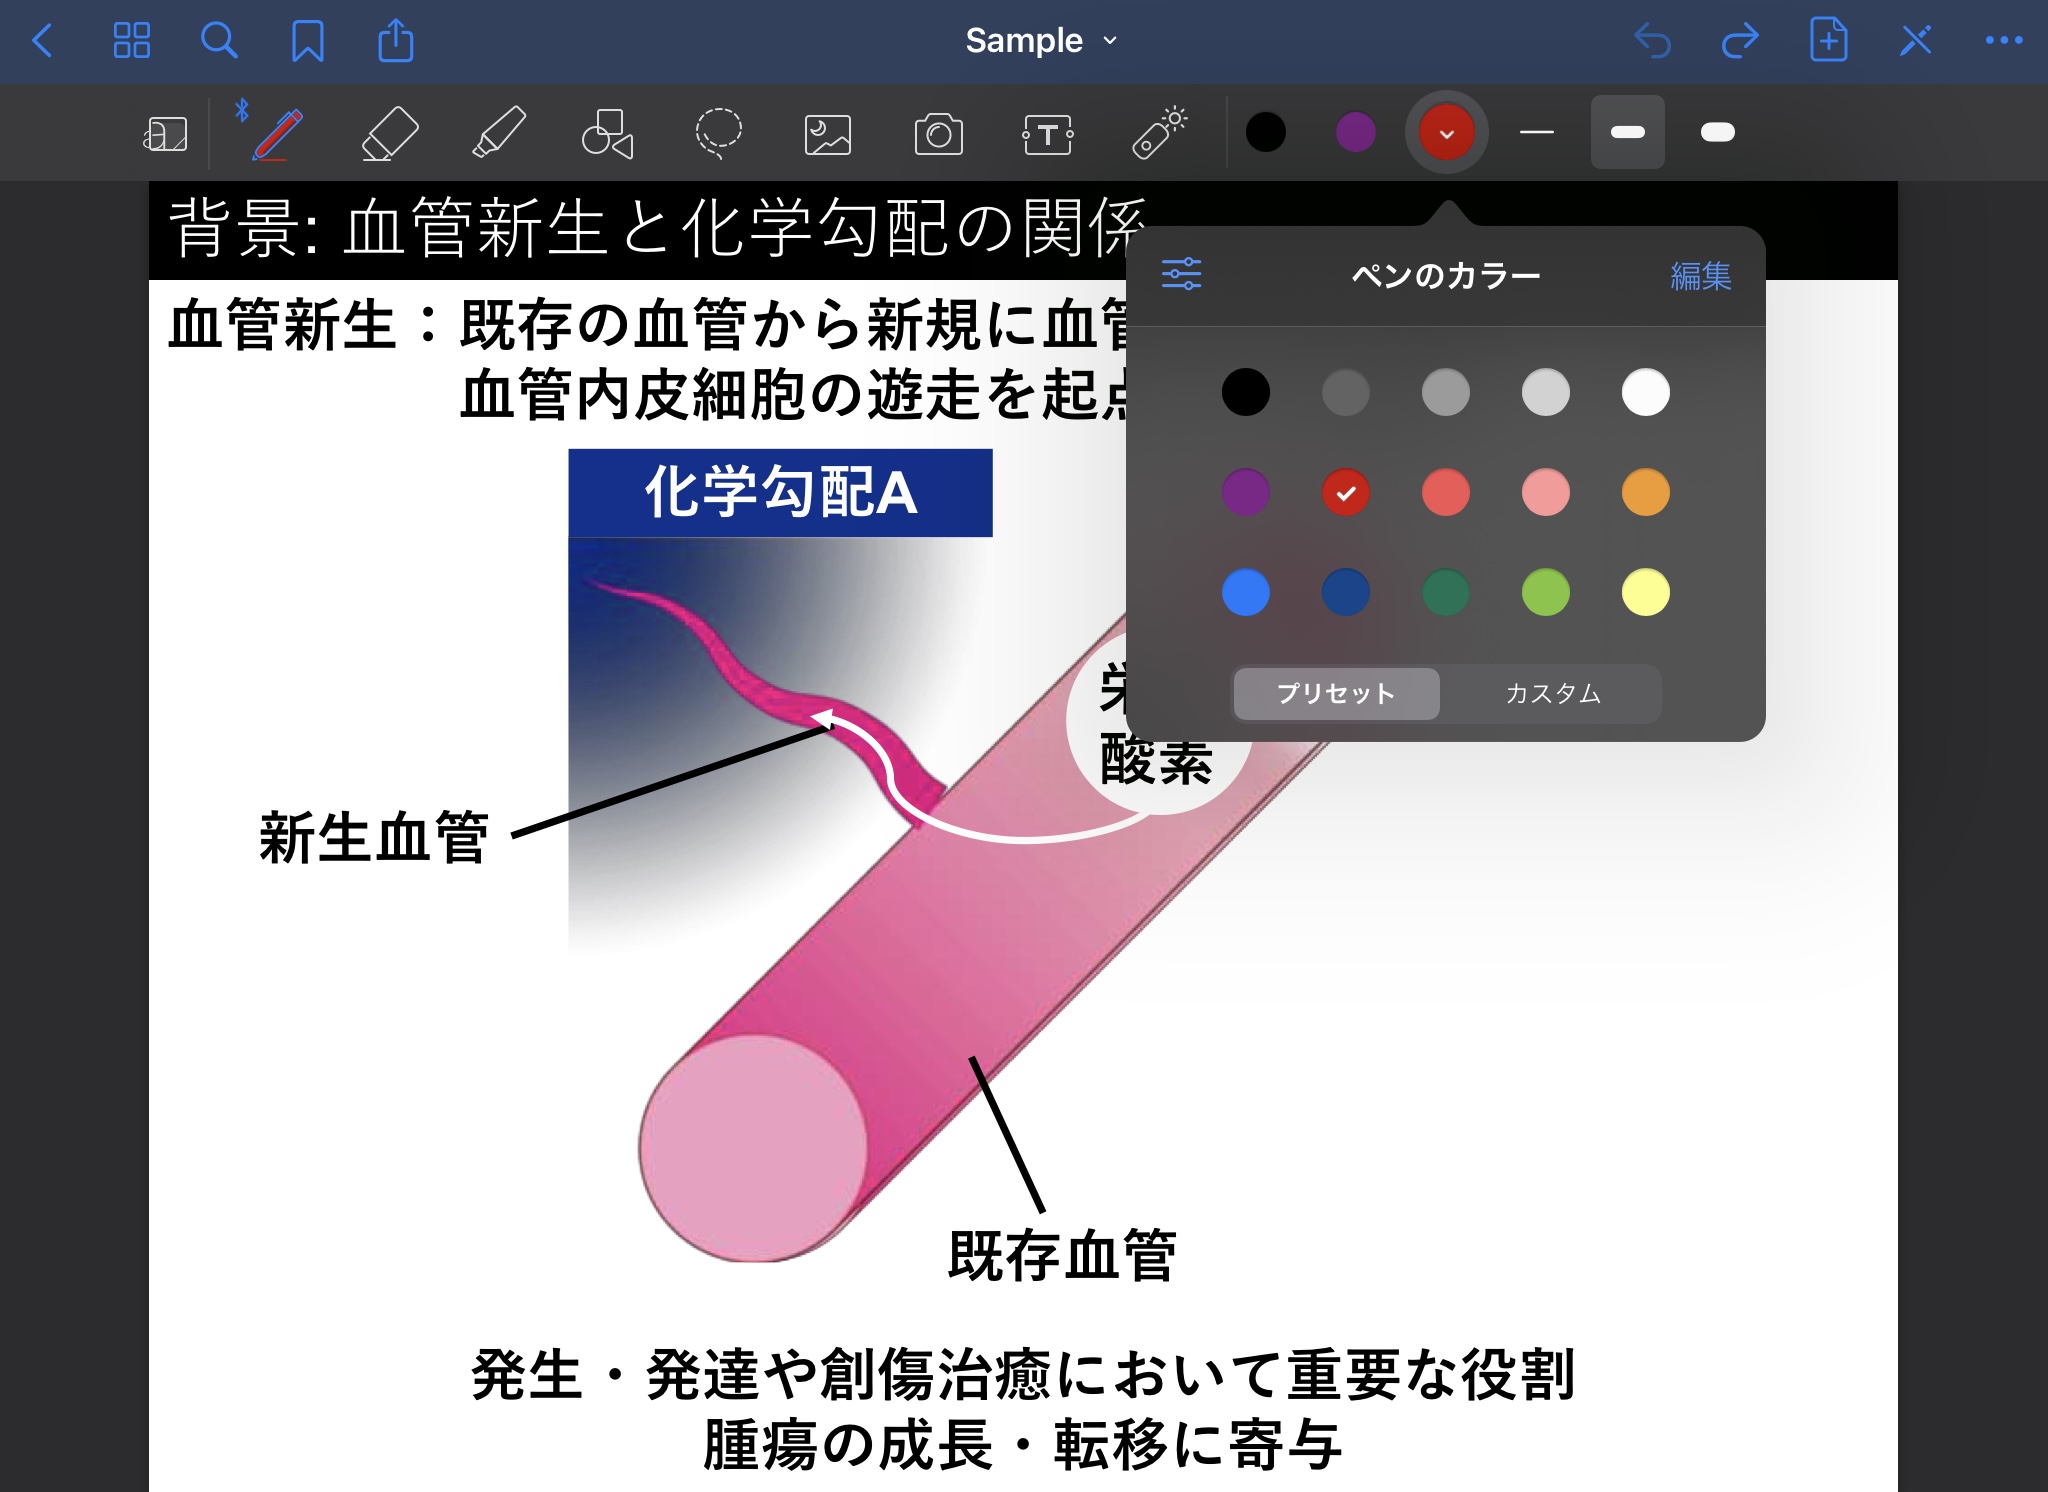 Sample
背景: 血管新生と化学勾配の関係
血管新生：既存の血管から新規に血管
血管内皮細胞の遊走を起点
ペンのカラー
編集
プリセット
カスタム
化学勾配A
栄
酸素
新生血管
既存血管
発生・発達や創傷治癒において重要な役割
腫瘍の成長・転移に寄与